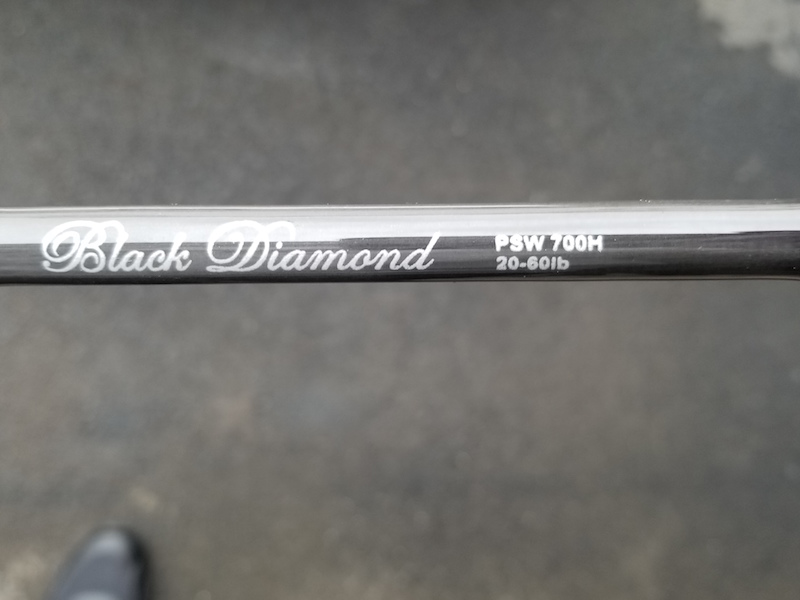 Black Diamond
PSW 700H
20-60lb